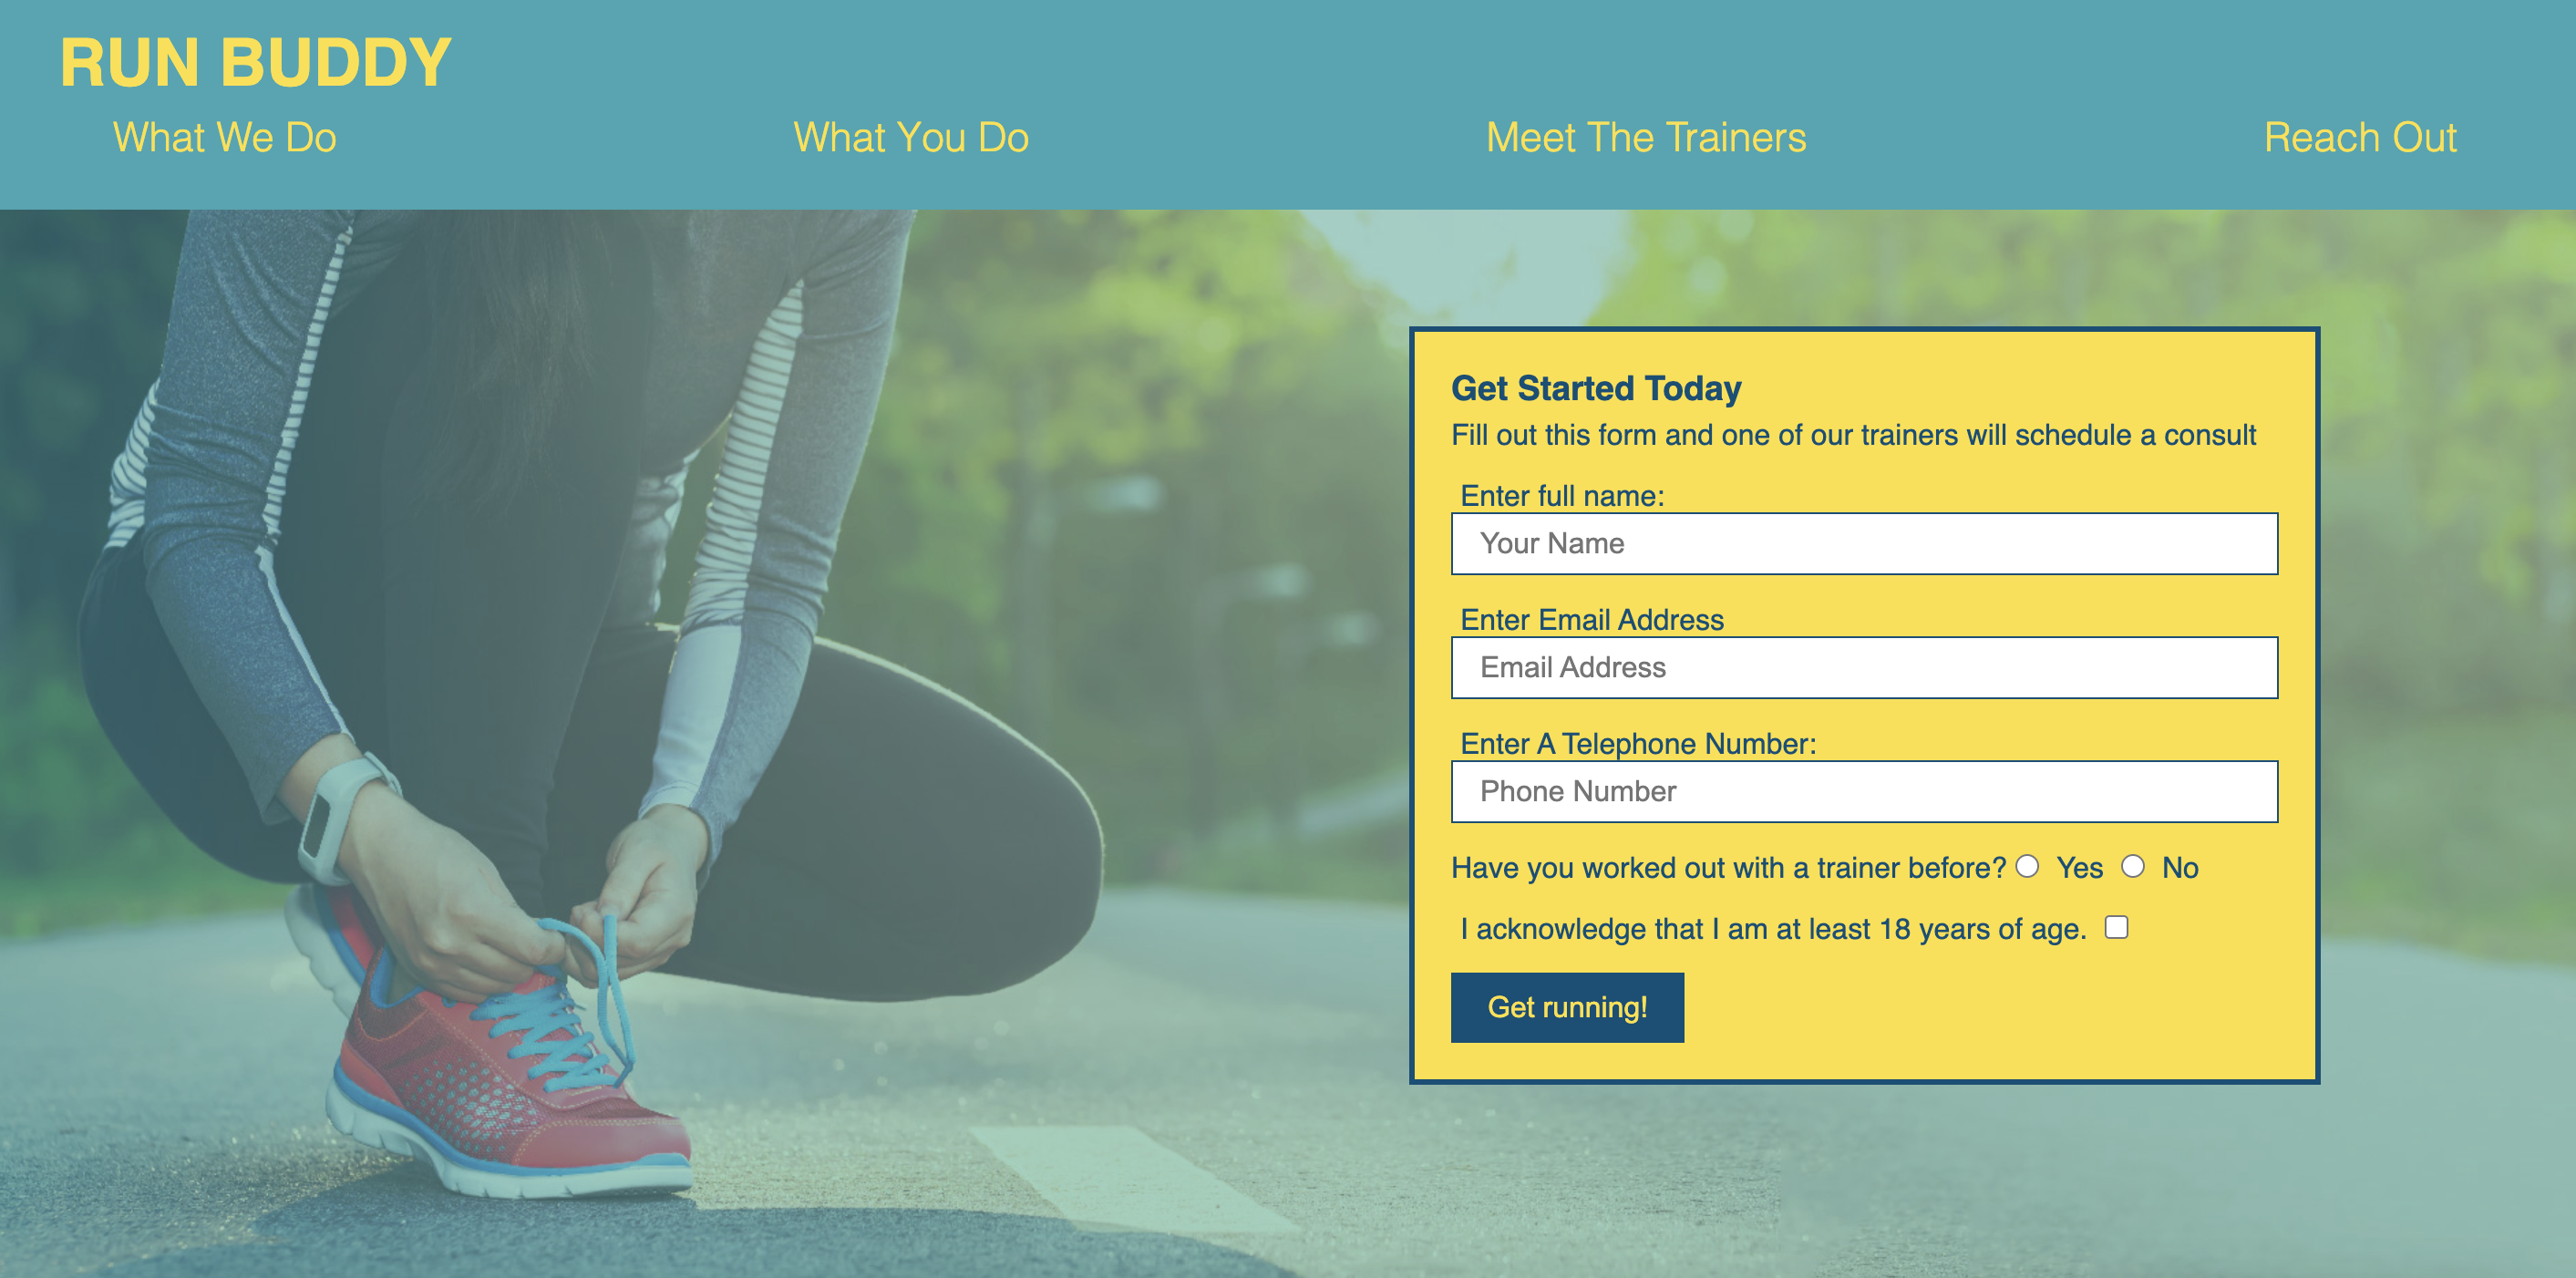 RUN BUDDY
What We Do What You Do Meet The Trainers Reach Out
Get Started Today
Fill out this form and one of our trainers will schedule a consult
Enter full name:
Your Name
Enter Email Address
Email Address
Enter A Telephone Number:
Phone Number
Have you worked out with a trainer before? Yes No
I acknowledge that I am at least 18 years of age.
Get running!